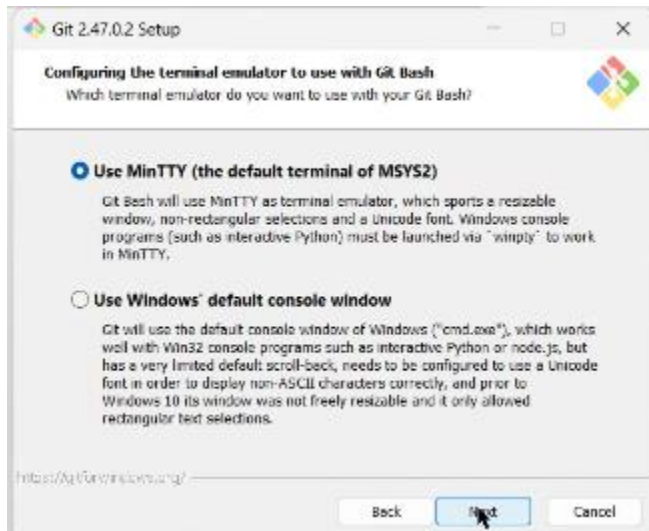 Git 2.47.0.2 Setup
Configuring the terminal emulator to use with Git Bash
Which terminal emulator do you want to use with your Git Bash?
Use MinTTY (the default terminal of MSYS2)
Git Bash will use MinTTY as terminal emulator, which sports a resizable
window, non-rectangular selections and a Unicode font. Windows console
programs (such as interactive Python) must be launched via `winpty` to work
in MinTTY.
Use Windows' default console window
Git will use the default console window of Windows ("cmd.exe"), which works
well with Win32 console programs such as interactive Python or node.js, but
has a very limited default scroll-back, needs to be configured to use a Unicode
font in order to display non-ASCII characters correctly, and prior to
Windows 10 its window was not freely resizable and it only allowed
rectangular text selections.
https://gitforwindows.org/
Back Next Cancel